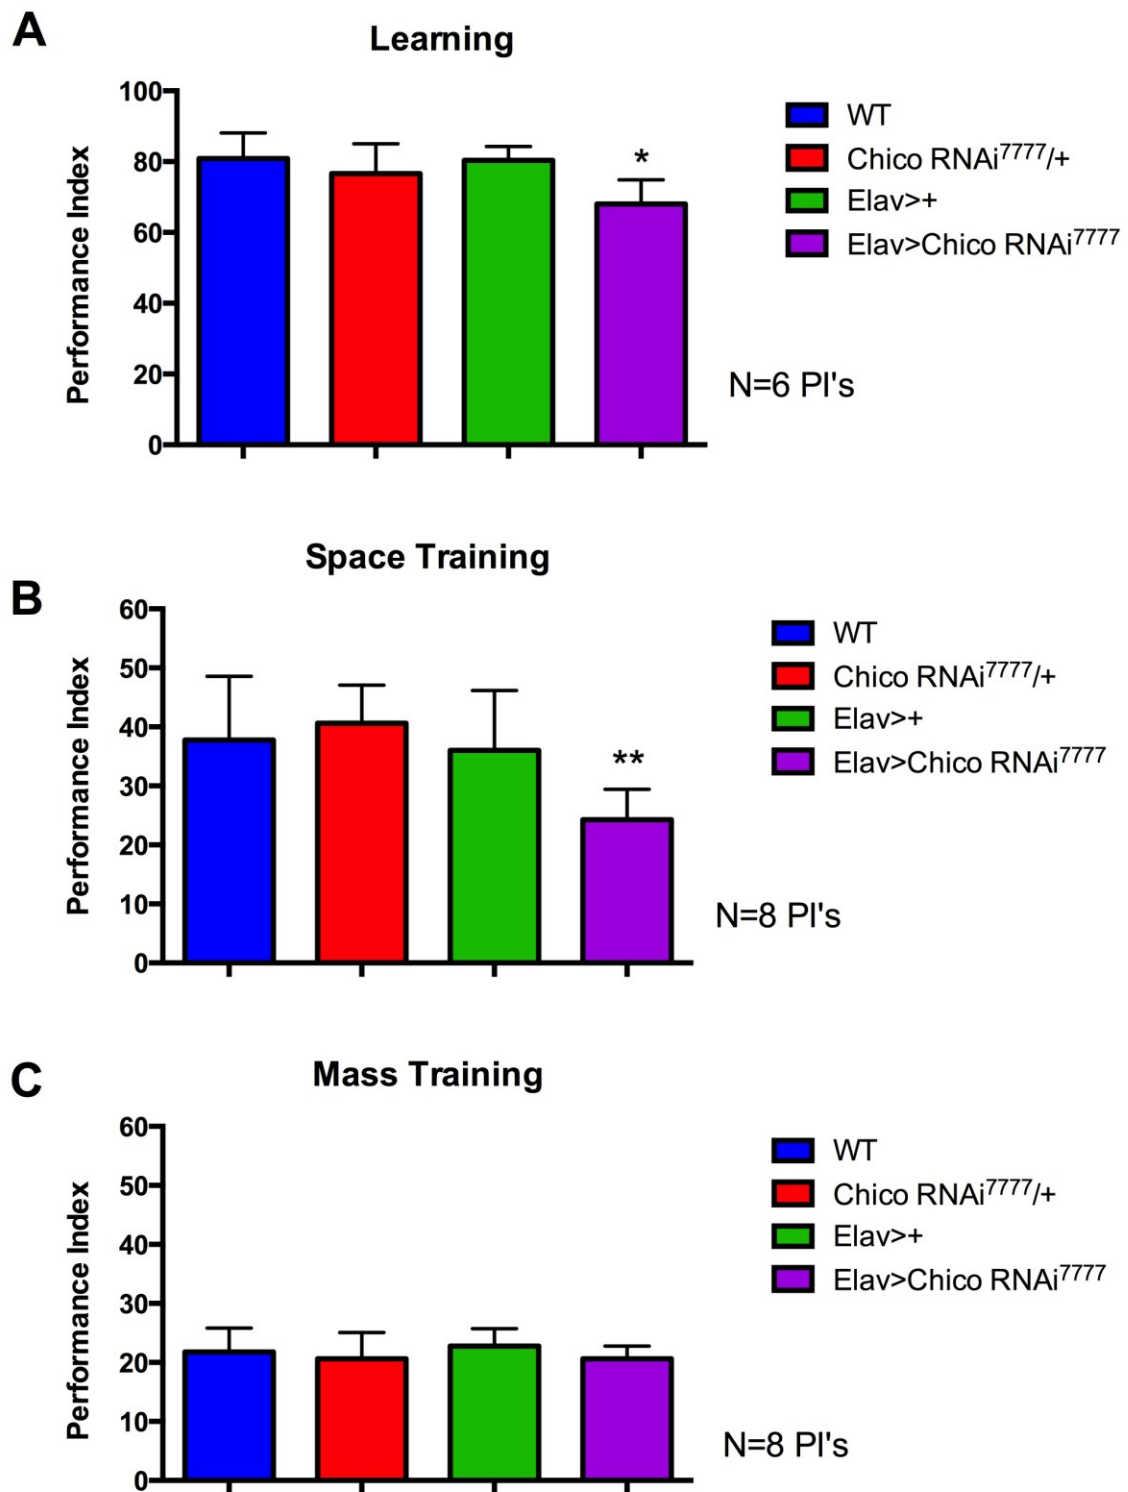 A
Learning
Performance Index
100
80
60
40
20
0
*
WT
Chico RNAi⁷⁷⁷⁷/+
Elav>+
Elav>Chico RNAi⁷⁷⁷⁷
N=6 PI's
B
Space Training
Performance Index
60
50
40
30
20
10
0
**
WT
Chico RNAi⁷⁷⁷⁷/+
Elav>+
Elav>Chico RNAi⁷⁷⁷⁷
N=8 PI's
C
Mass Training
Performance Index
60
50
40
30
20
10
0
WT
Chico RNAi⁷⁷⁷⁷/+
Elav>+
Elav>Chico RNAi⁷⁷⁷⁷
N=8 PI's